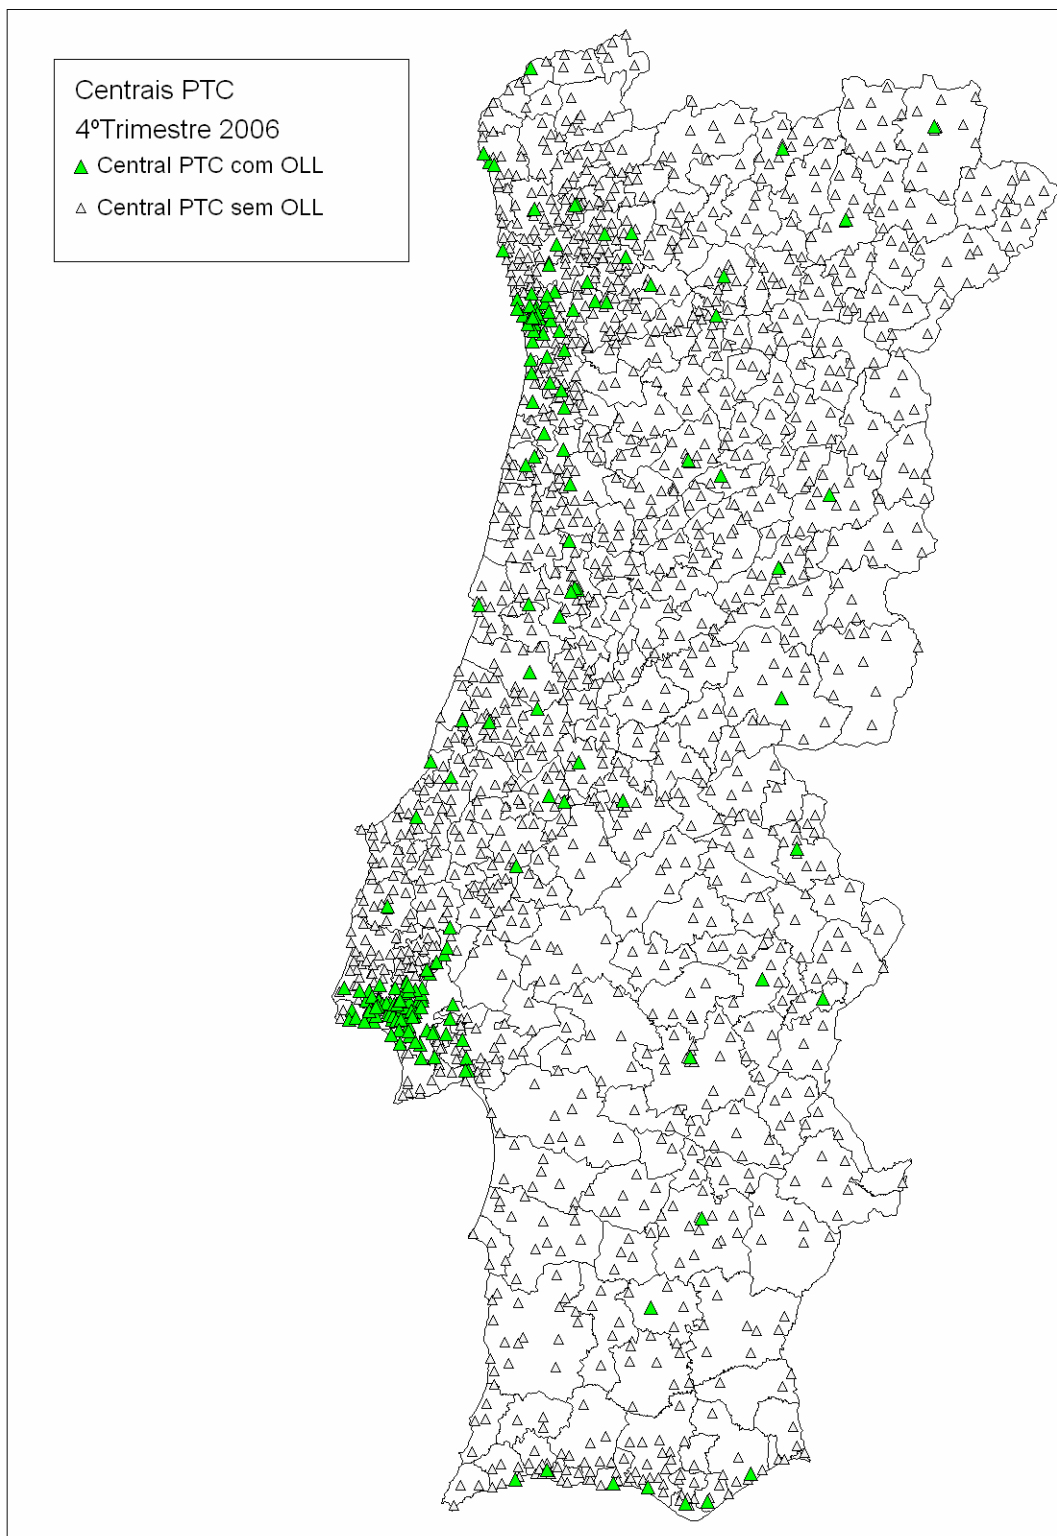 Centrais PTC
4ºTrimestre 2006
Central PTC com OLL
Central PTC sem OLL